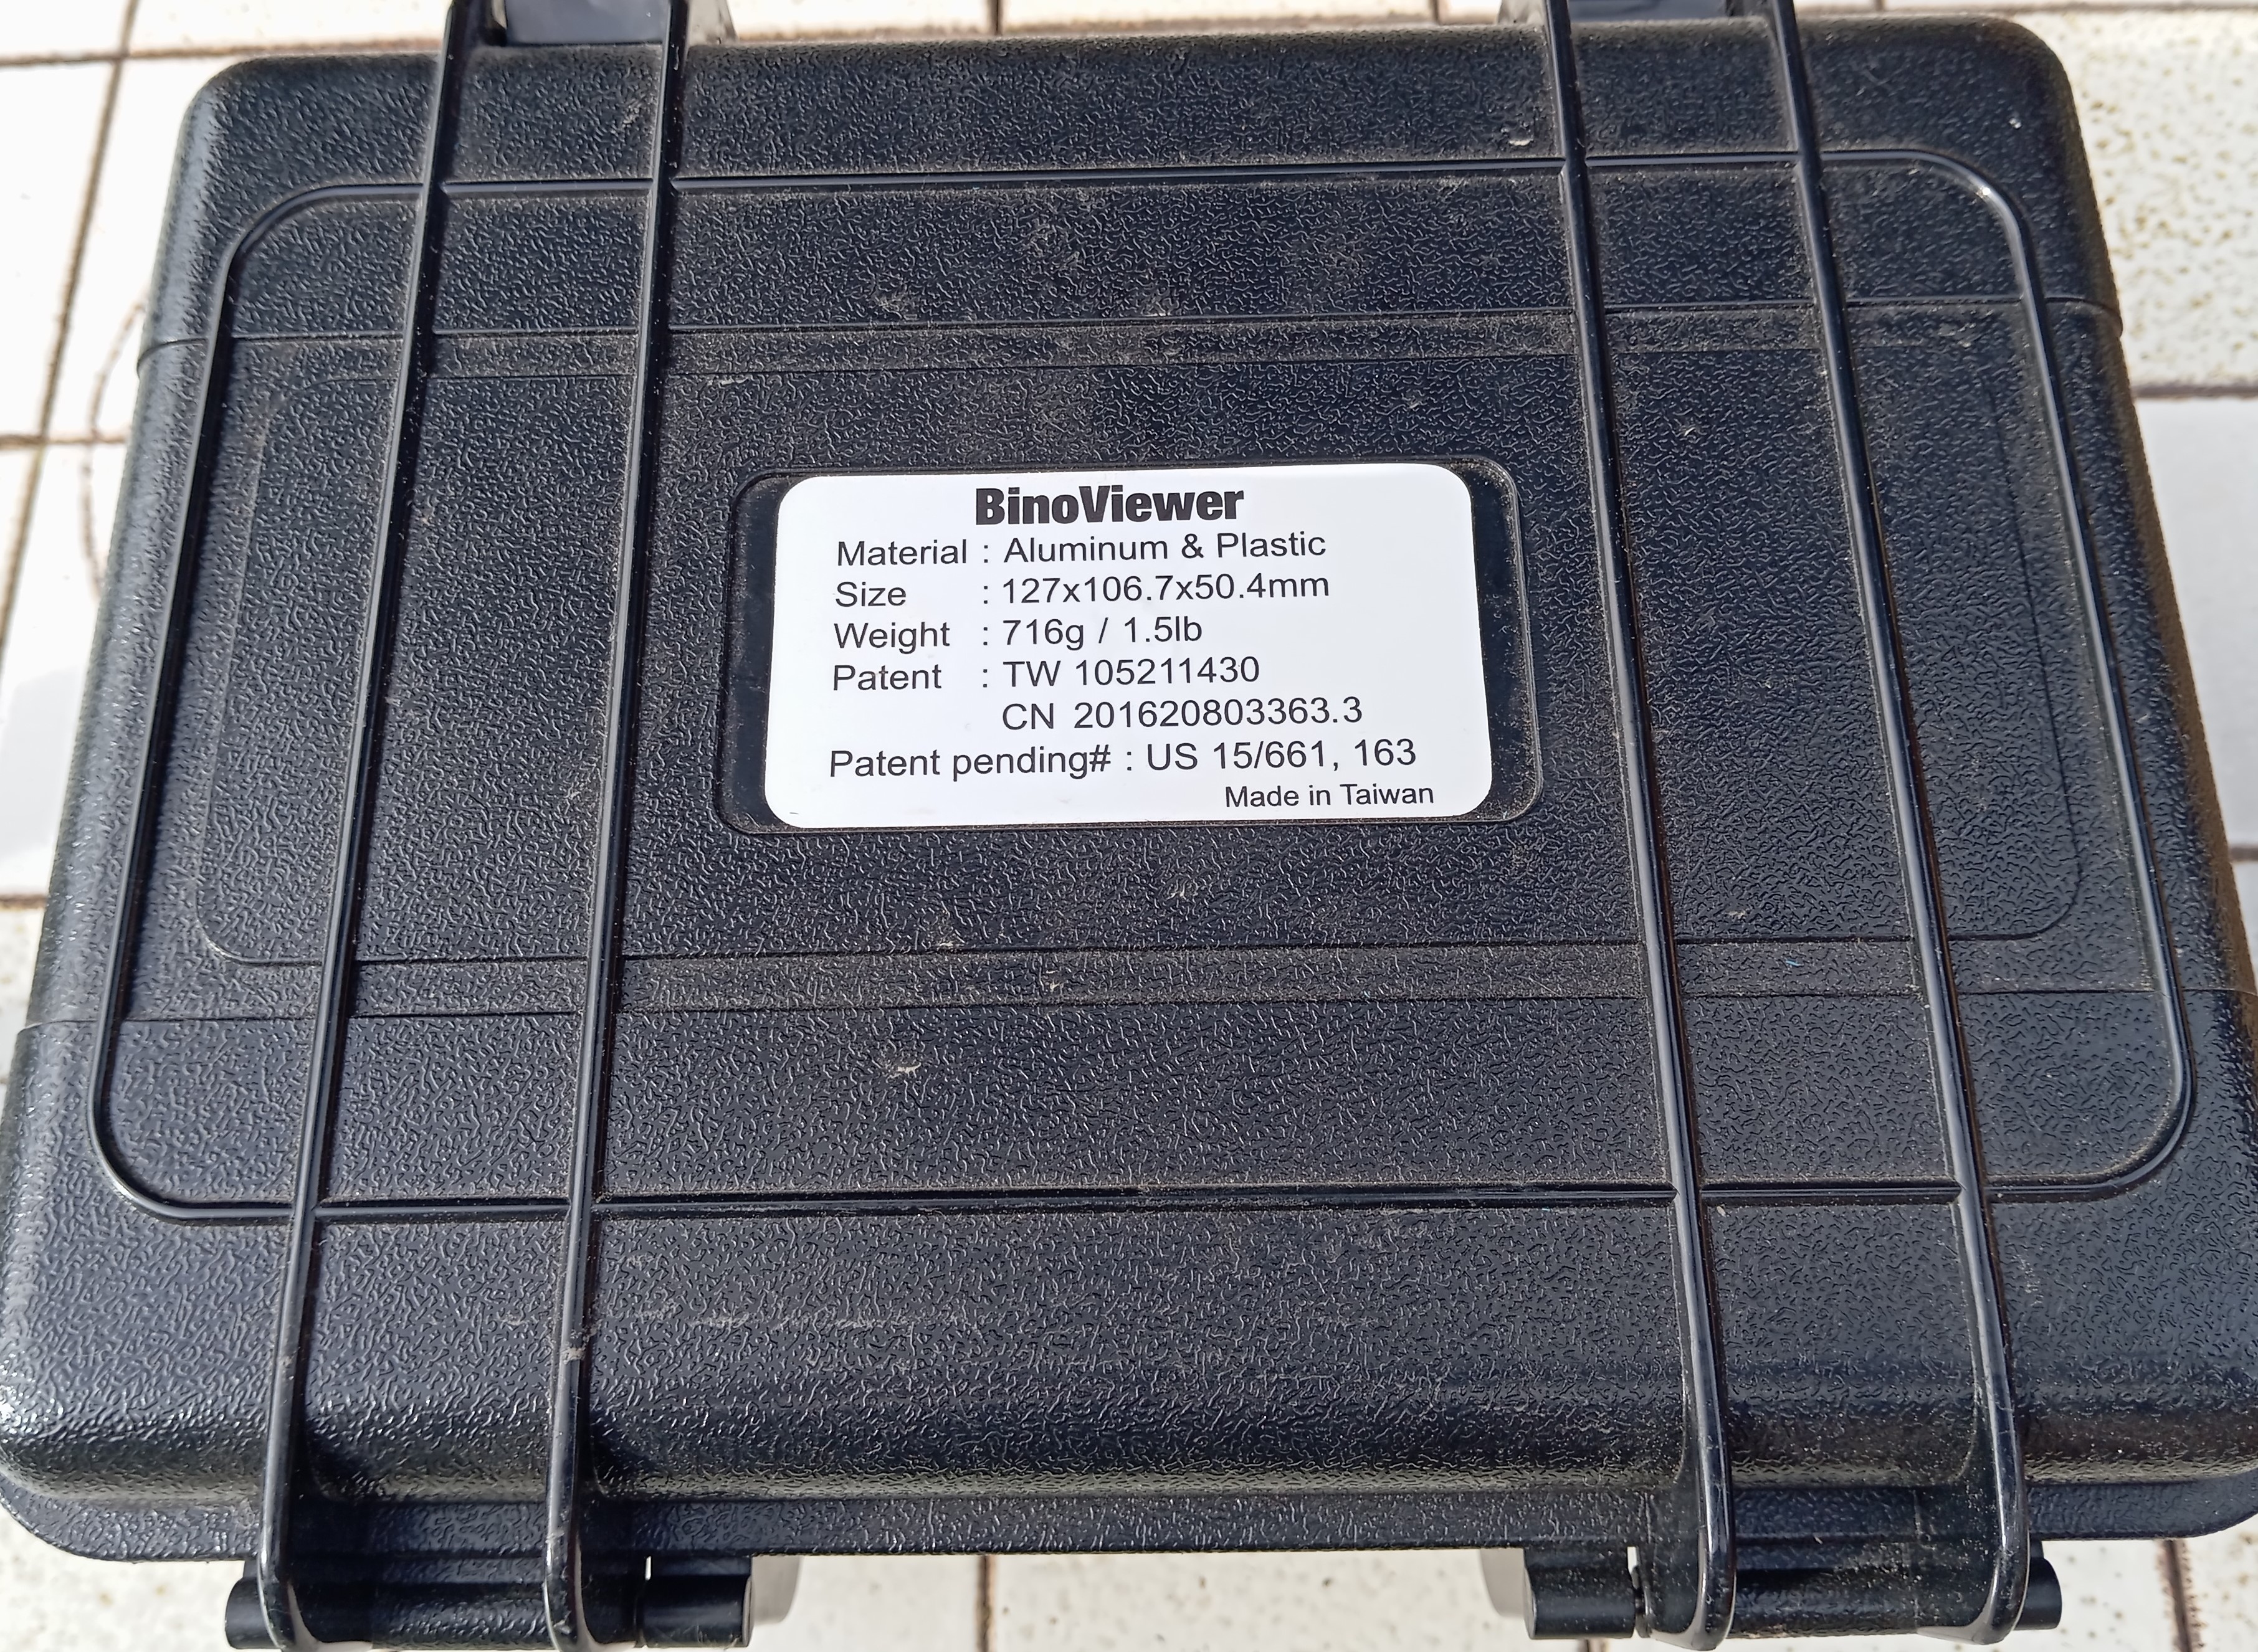 BinoViewer
Material : Aluminum & Plastic
Size : 127x106.7x50.4mm
Weight : 716g / 1.5lb
Patent : TW 105211430
CN 201620803363.3
Patent pending# : US 15/661, 163
Made in Taiwan